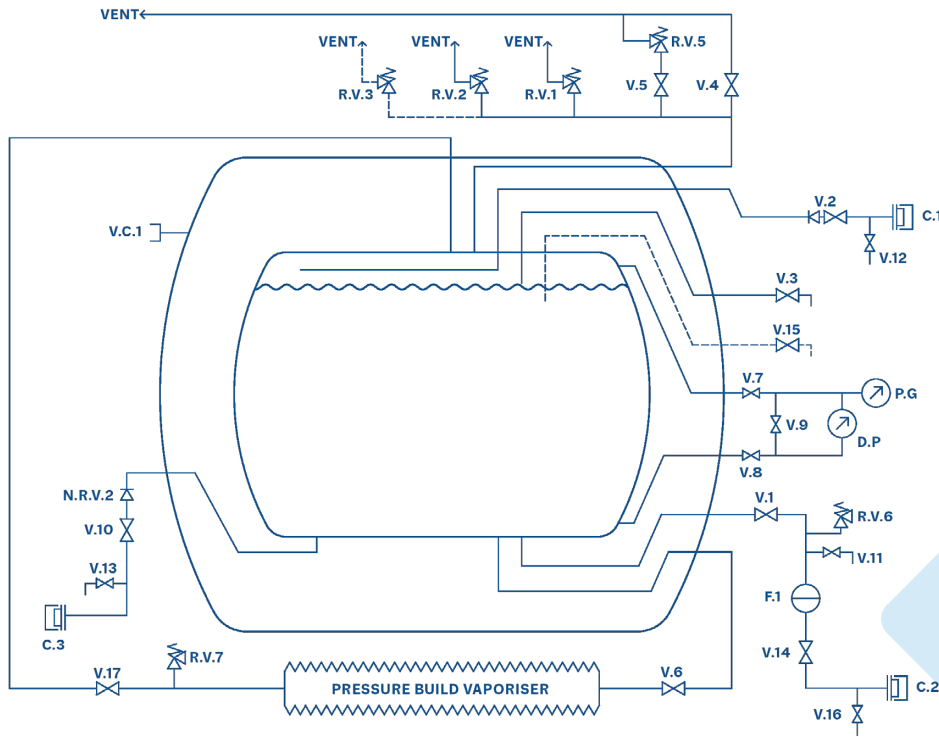 VENT
VENT
VENT
VENT
R.V.5
R.V.3
R.V.2
R.V.1
V.5
V.4
V.C.1
V.2
C.1
V.12
V.3
V.15
V.7
P.G
V.9
D.P
V.8
N.R.V.2
V.10
V.1
R.V.6
V.11
V.13
F.1
C.3
V.14
R.V.7
V.17
PRESSURE BUILD VAPORISER
V.6
C.2
V.16